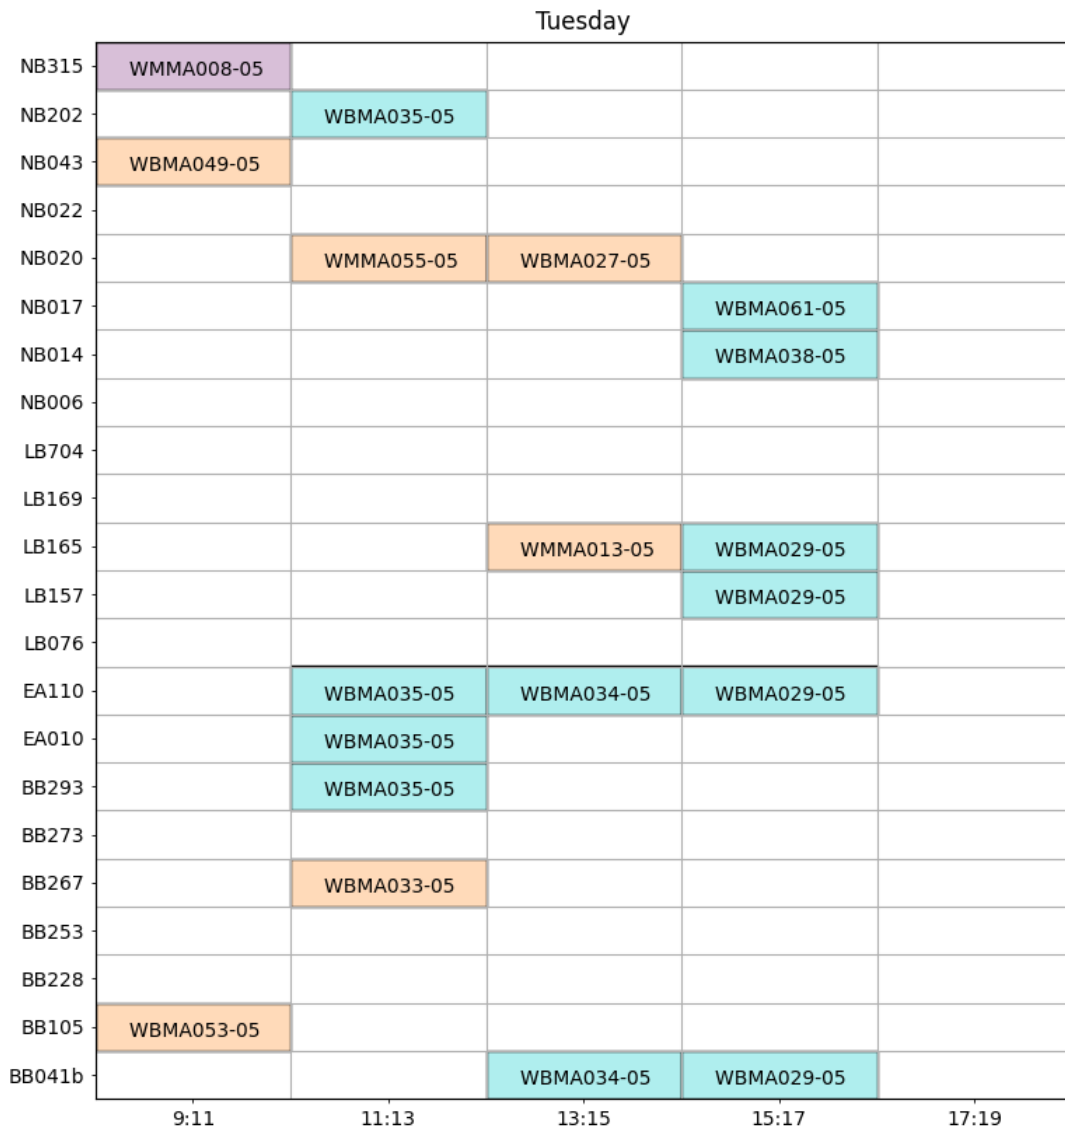 Tuesday
NB315 WMMA008-05
NB202 WBMA035-05
NB043 WBMA049-05
NB022
NB020 WMMA055-05 WBMA027-05
NB017 WBMA061-05
NB014 WBMA038-05
NB006
LB704
LB169
LB165 WMMA013-05 WBMA029-05
LB157 WBMA029-05
LB076
EA110 WBMA035-05 WBMA034-05 WBMA029-05
EA010 WBMA035-05
BB293 WBMA035-05
BB273
BB267 WBMA033-05
BB253
BB228
BB105 WBMA053-05
BB041b WBMA034-05 WBMA029-05
9:11 11:13 13:15 15:17 17:19